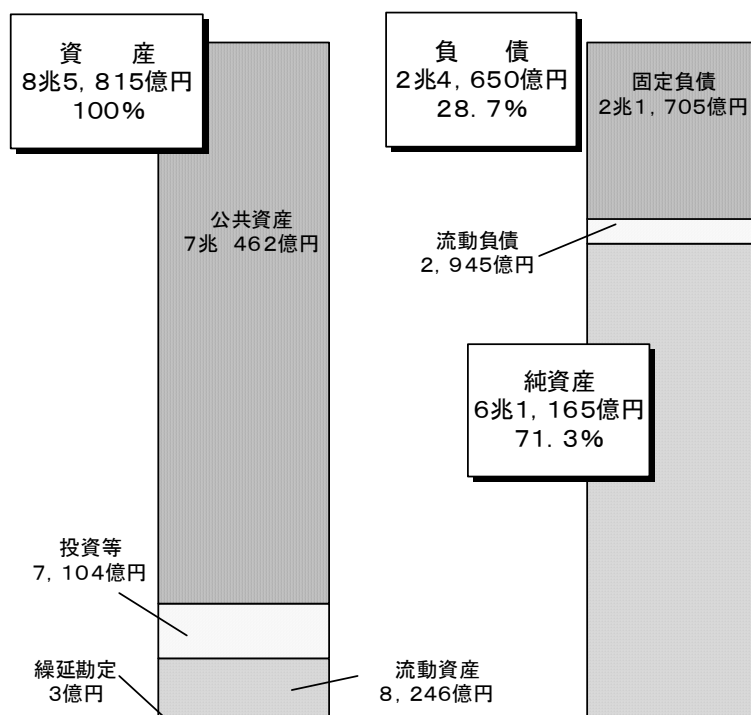 資　産
8兆5,815億円
100%
公共資産
7兆 462億円
投資等
7,104億円
繰延勘定
3億円
流動資産
8,246億円
負　債
2兆4,650億円
28.7%
固定負債
2兆1,705億円
流動負債
2,945億円
純資産
6兆1,165億円
71.3%